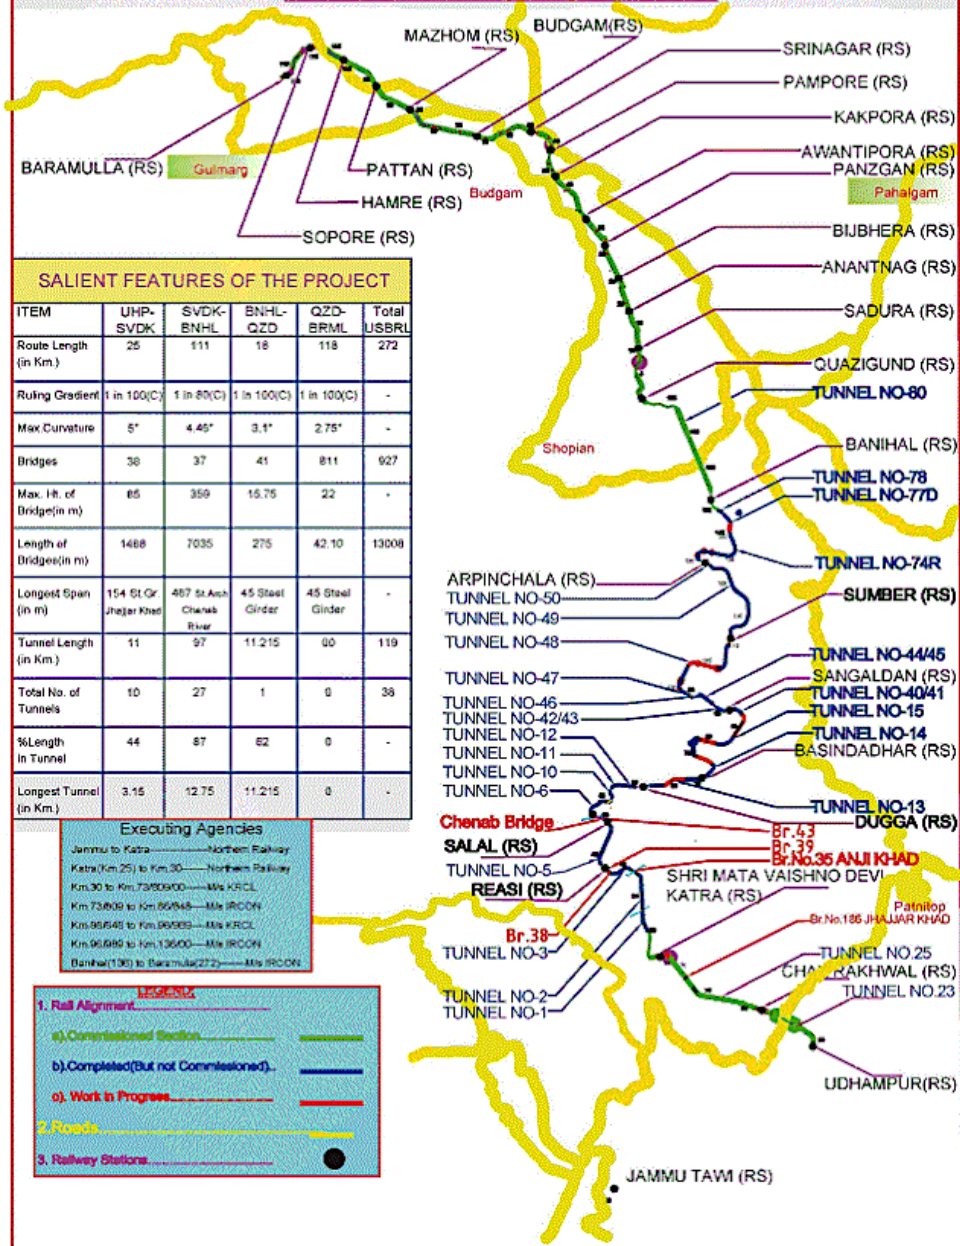 MAZHOM (RS)
BUDGAM(RS)
SRINAGAR (RS)
PAMPORE (RS)
KAKPORA (RS)
AWANTIPORA (RS)
PANZGAN (RS)
BARAMULLA (RS)
Gulmarg
PATTAN (RS)
Budgam
Pahalgam
HAMRE (RS)
SOPORE (RS)
BIJBHERA (RS)
ANANTNAG (RS)
SADURA (RS)
QUAZIGUND (RS)
TUNNEL NO-80
Shopian
BANIHAL (RS)
TUNNEL NO-78
TUNNEL NO-77D
TUNNEL NO-74R
ARPINCHALA (RS)
TUNNEL NO-50
SUMBER (RS)
TUNNEL NO-49
TUNNEL NO-48
TUNNEL NO-44/45
TUNNEL NO-47
SANGALDAN (RS)
TUNNEL NO-40/41
TUNNEL NO-46
TUNNEL NO-42/43
TUNNEL NO-15
TUNNEL NO-12
TUNNEL NO-14
TUNNEL NO-11
BASINDADHAR (RS)
TUNNEL NO-10
TUNNEL NO-6
TUNNEL NO-13
Chenab Bridge
DUGGA (RS)
Br.43
SALAL (RS)
Br.39
Br.No.35 ANJI KHAD
TUNNEL NO-5
SHRI MATA VAISHNO DEVI
KATRA (RS)
REASI (RS)
Patnitop
Br.No.186 JHAJJAR KHAD
Br.38
TUNNEL NO-3
TUNNEL NO.25
CHAKRAKHWAL (RS)
TUNNEL NO.23
TUNNEL NO-2
TUNNEL NO-1
UDHAMPUR(RS)
JAMMU TAWI (RS)
SALIENT FEATURES OF THE PROJECT
ITEM UHP-SVDK SVDK-BNHL BNHL-QZD QZD-BRML Total USBRL
Route Length (in Km.) 25 111 18 118 272
Ruling Gradient 1 in 100(C) 1 in 80(C) 1 in 100(C) 1 in 100(C) -
Max Curvature 5° 4.46° 3.1° 2.75° -
Bridges 38 37 41 811 927
Max. Ht. of Bridge(in m) 85 359 15.75 22 -
Length of Bridges(in m) 1488 7035 275 42.10 13008
Longest Span (in m) 154 St.Gr. Jhajjar Khad 467 St.Arch Chenab River 45 Steel Girder 45 Steel Girder -
Tunnel Length (in Km.) 11 97 11.215 00 119
Total No. of Tunnels 10 27 1 0 38
%Length in Tunnel 44 87 62 0 -
Longest Tunnel (in Km.) 3.15 12.75 11.215 0 -
Executing Agencies
Jammu to Katra Northern Railway
Katra(Km.25) to Km.30 Northern Railway
Km.30 to Km.73/809/00 M/s KRCL
Km.73/809 to Km.86/848 M/s IRCON
M/s KRCL
M/s IRCON
Banihal(136) to Baramula(272) M/s IRCON
LEGEND
1. Rail Alignment
a).Commissioned Section
b).Completed(But not Commissioned)..
c). Work in Progress
2.Roads
3. Railway Stations